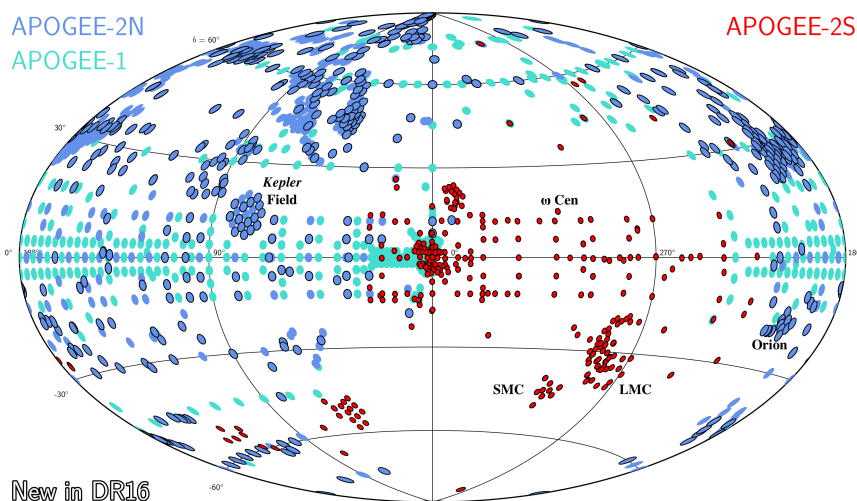 APOGEE-2N
APOGEE-2S
APOGEE-1
b = 60°
30°
Kepler
Field
ω Cen
0°
90°
0°
270°
Orion
SMC
LMC
-30°
-60°
New in DR16